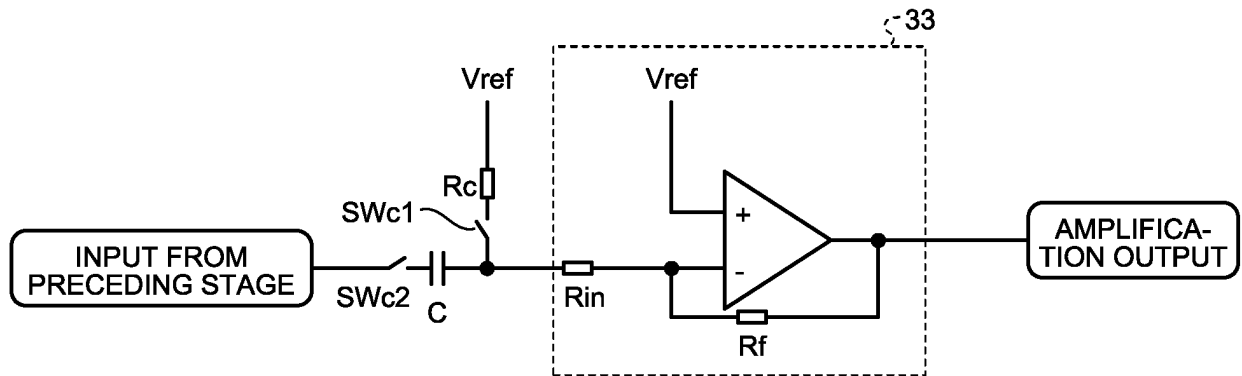 33
Vref
Vref
Rc
SWc1
+
INPUT FROM
PRECEDING STAGE
AMPLIFICA-
TION OUTPUT
-
SWc2
C
Rin
Rf